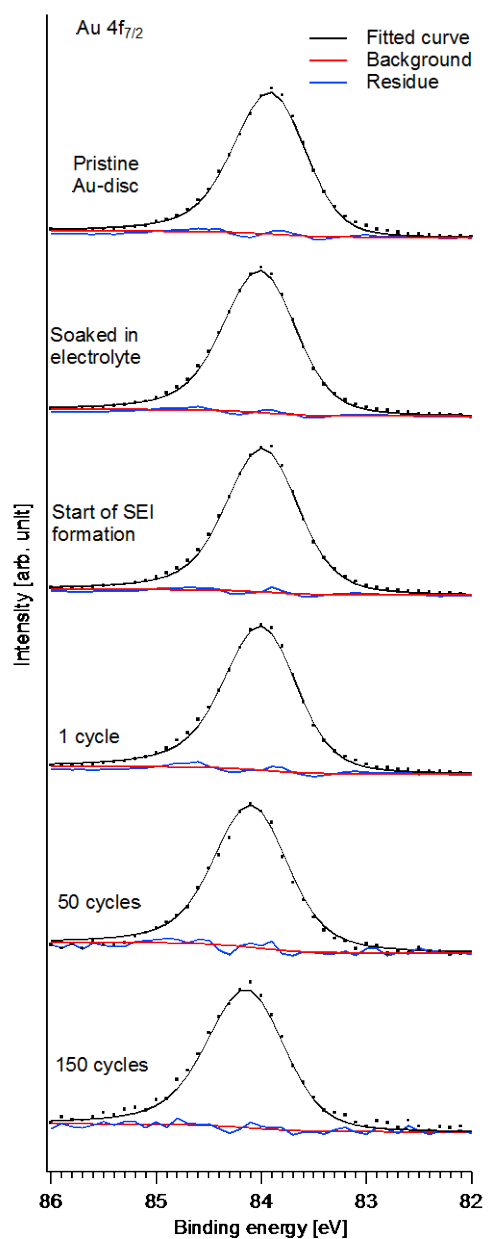 Au 4f7/2
Fitted curve
Background
Residue
Pristine
Au-disc
Soaked in
electrolyte
Start of SEI
formation
1 cycle
50 cycles
150 cycles
Intensity [arb. unit]
86 85 84 83 82
Binding energy [eV]